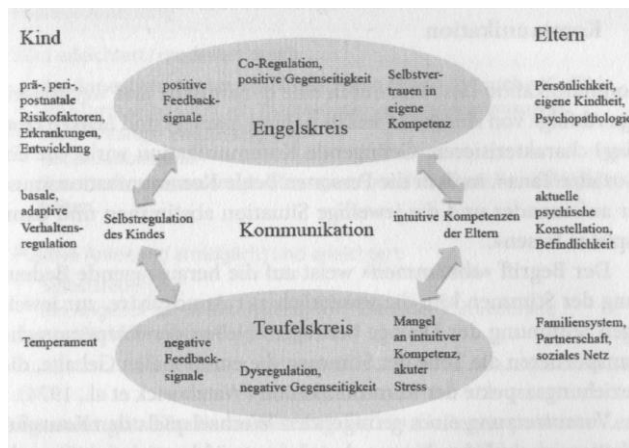 Kind
Eltern
prä-, peri-
postnatale
Risikofaktoren,
Erkrankungen,
Entwicklung
positive
Feedback-
signale
Co-Regulation,
positive Gegenseitigkeit
Engelskreis
Selbstver-
trauen in
eigene
Kompetenz
Persönlichkeit,
eigene Kindheit,
Psychopathologie
basale,
adaptive
Verhaltens-
regulation
Selbstregulation
des Kindes
Kommunikation
intuitive Kompetenzen
der Eltern
aktuell
psychische
Konstellation,
Befindlichkeit
Temperament
negative
Feedback-
signale
Teufelskreis
Dysregulation,
negative Gegenseitigkeit
Mangel
an intuitiver
Kompetenz,
akuter
Stress
Familiensystem,
Partnerschaft,
soziales Netz